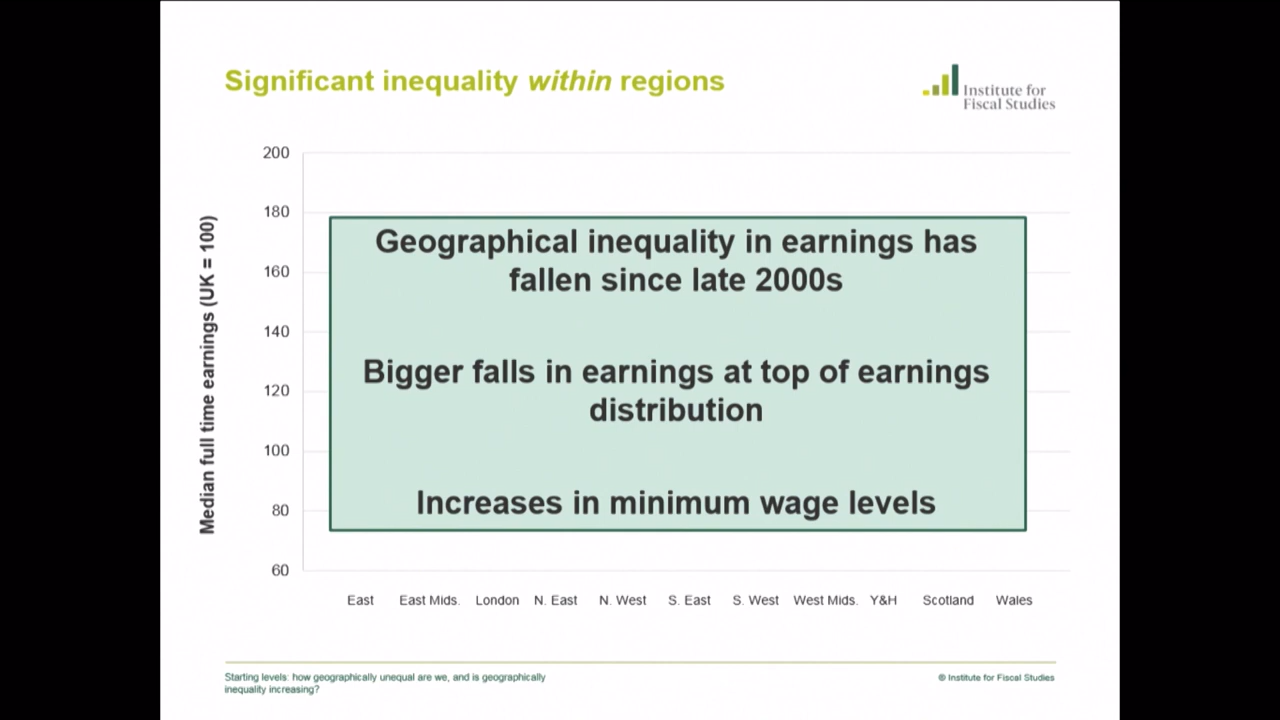 Significant inequality within regions
Institute for
Fiscal Studies
Median full time earnings (UK = 100)
200
180
160
140
120
100
80
60
Geographical inequality in earnings has
fallen since late 2000s
Bigger falls in earnings at top of earnings
distribution
Increases in minimum wage levels
East East Mids. London N. East N. West S. East S. West West Mids. Y&H Scotland Wales
Starting levels: how geographically unequal are we, and is geographically
inequality increasing?
© Institute for Fiscal Studies